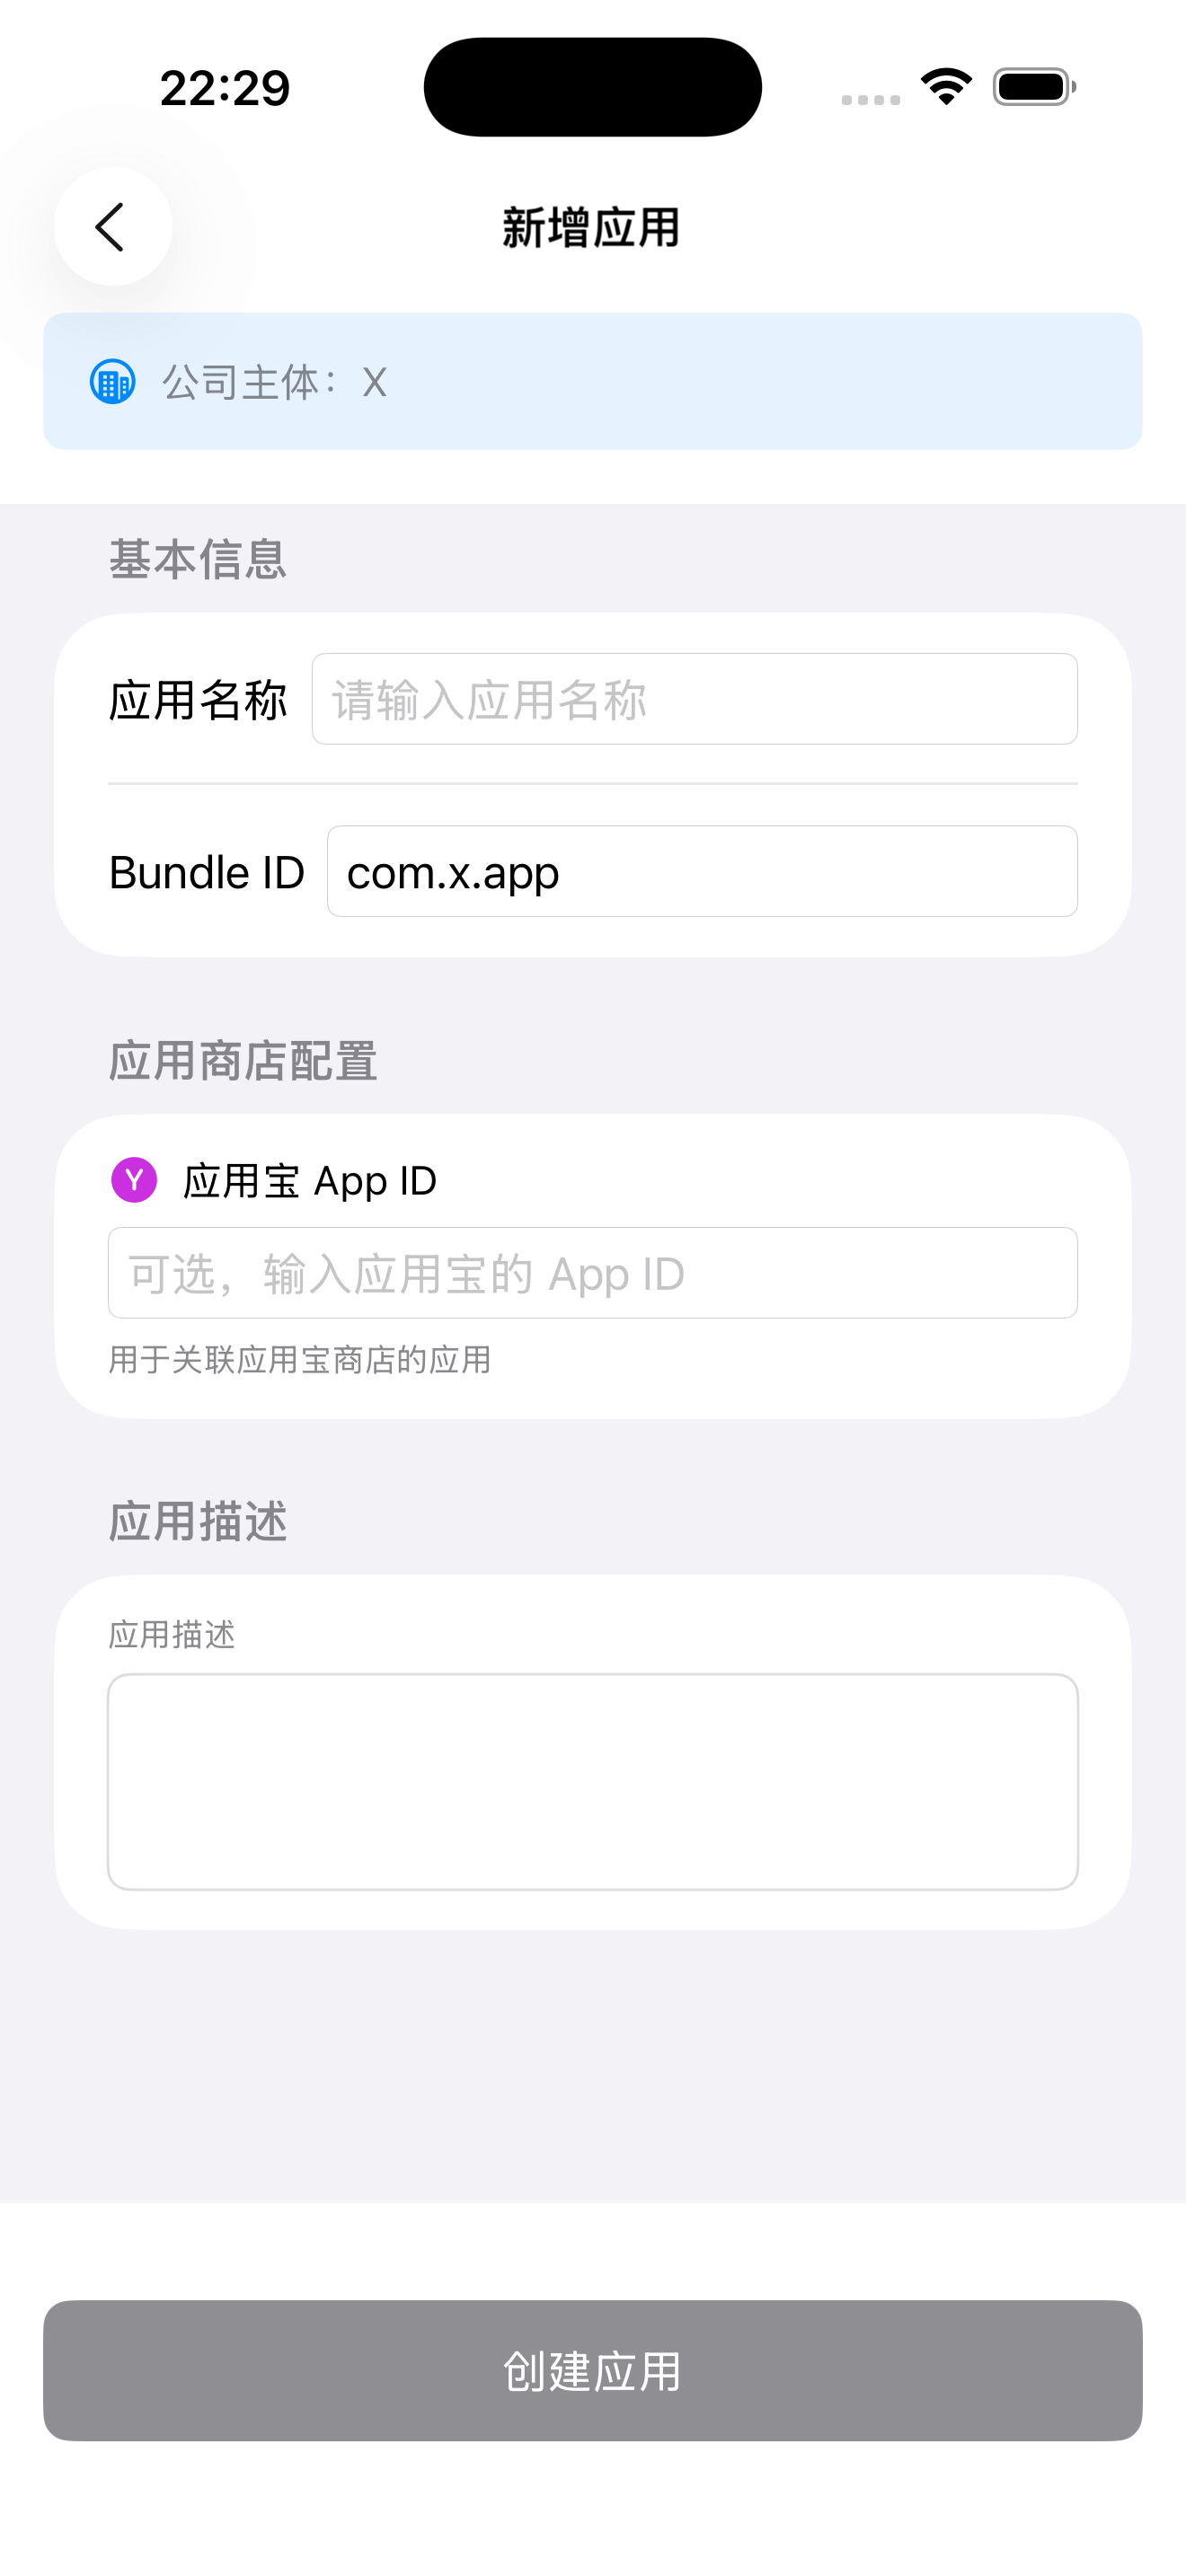 22:29
新增应用
公司主体：X
基本信息
应用名称 请输入应用名称
Bundle ID com.x.app
应用商店配置
Y 应用宝 App ID
可选，输入应用宝的 App ID
用于关联应用宝商店的应用
应用描述
应用描述
创建应用